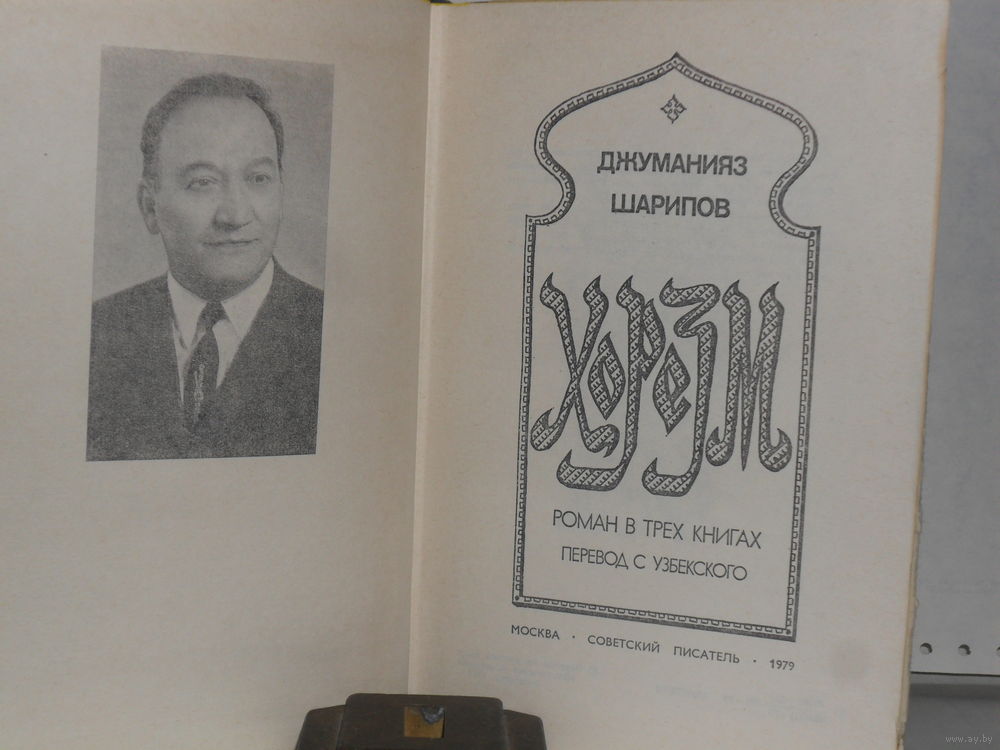 ДЖУМАНИЯЗ
ШАРИПОВ
ХОРЕЗМ
РОМАН В ТРЕХ КНИГАХ
ПЕРЕВОД С УЗБЕКСКОГО
МОСКВА · СОВЕТСКИЙ ПИСАТЕЛЬ · 1979
www.ay.by